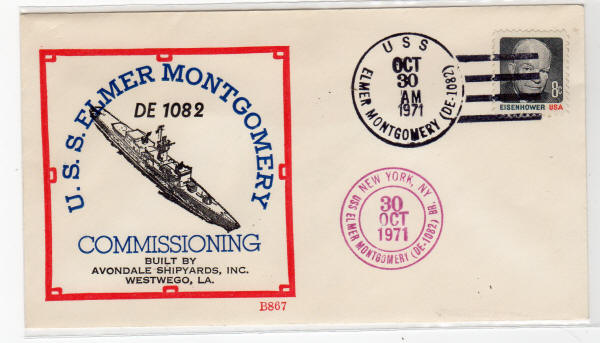 U.S.S. ELMER MONTGOMERY
DE 1082
COMMISSIONING
BUILT BY
AVONDALE SHIPYARDS, INC.
WESTWEGO, LA.
B867
USS
OCT
30
AM
1971
ELMER MONTGOMERY (DE-1082)
8c
EISENHOWER USA
NEW YORK, NY. BR.
30
OCT
1971
USS ELMER MONTGOMERY (DE-1082)